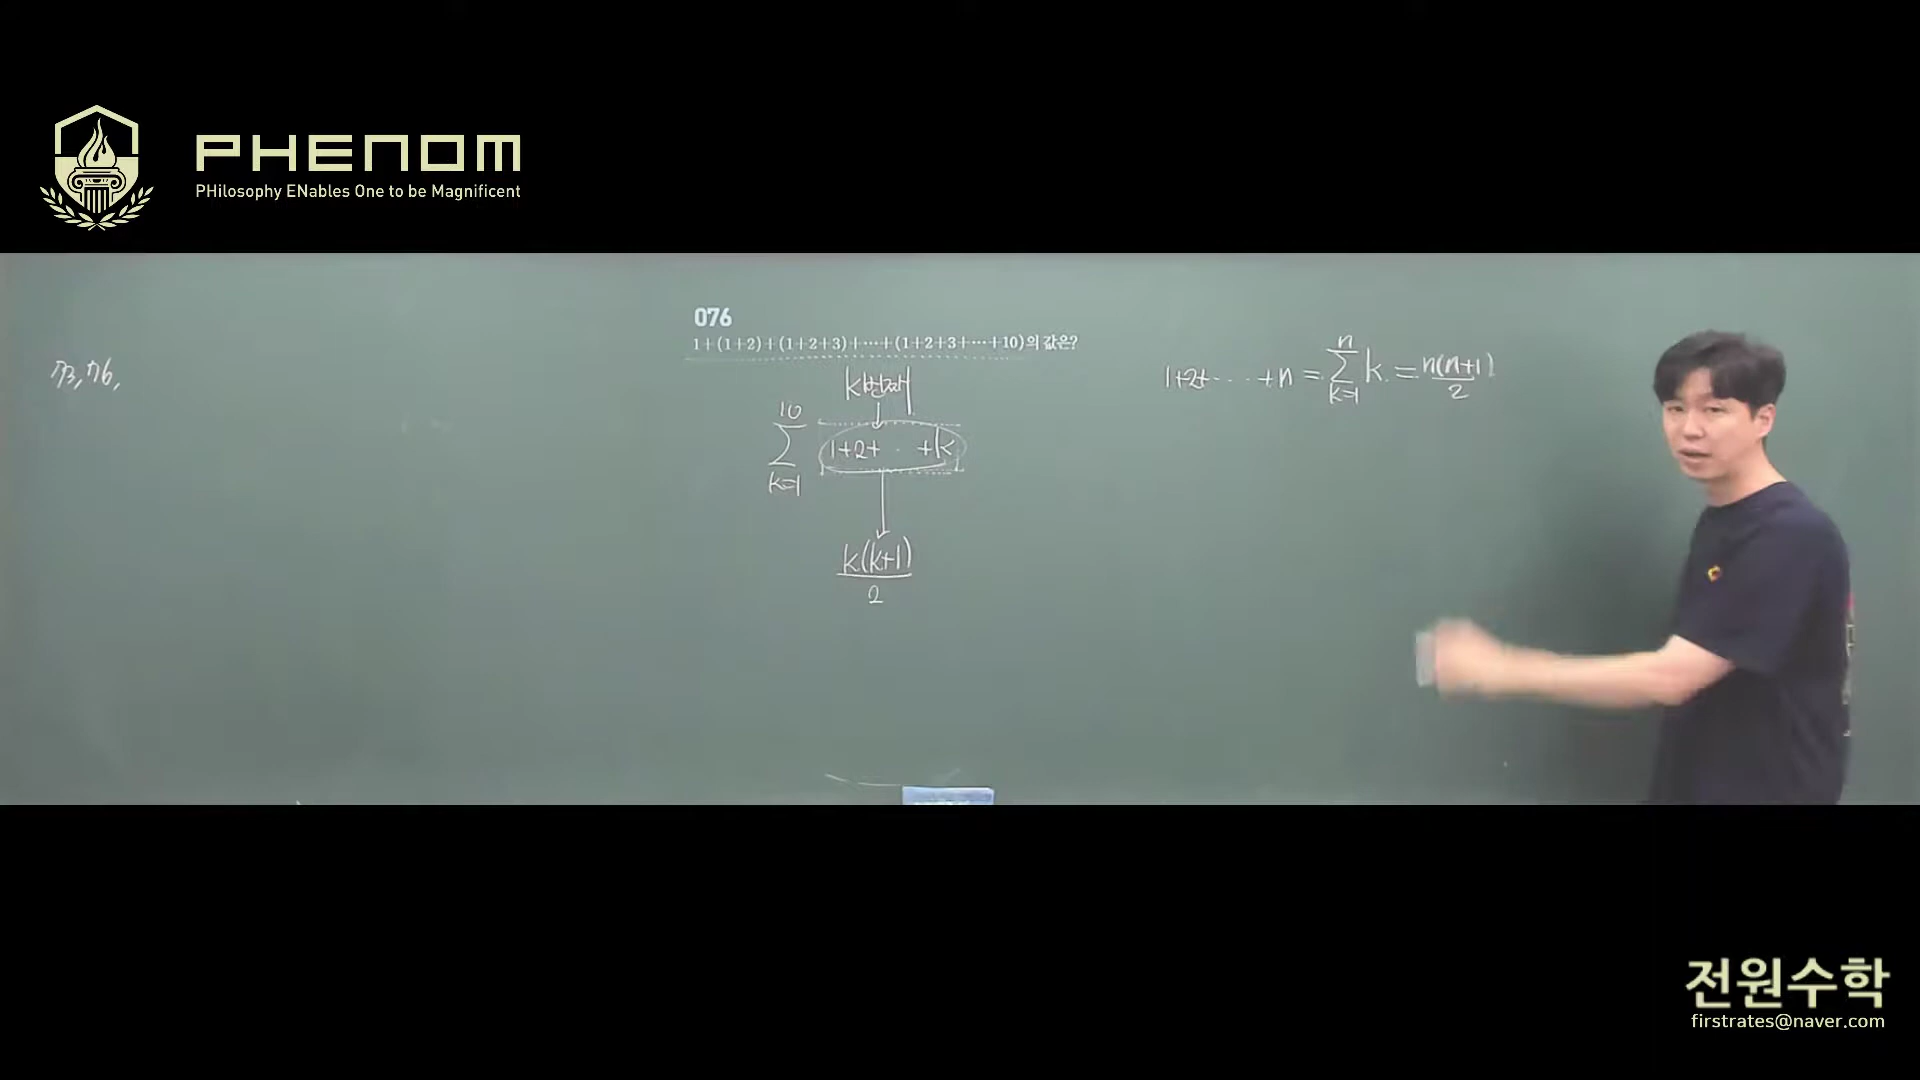 PHENOM
PHilosophy ENables One to be Magnificent
73, 76,
076
1+(1+2)+(1+2+3)+···+(1+2+3+···+10)의 값은?
k번째
10
∑ 1+2+ · · +k
k=1
k(k+1)
2
1+2+ · · · +n = ∑_{k=1}^{n} k = n(n+1)/2
전원수학
firstrates@naver.com